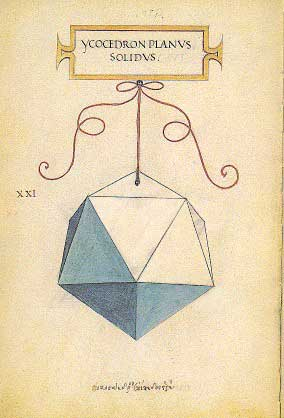 YCOCEDRON PLANVS
SOLIDVS.
XXI